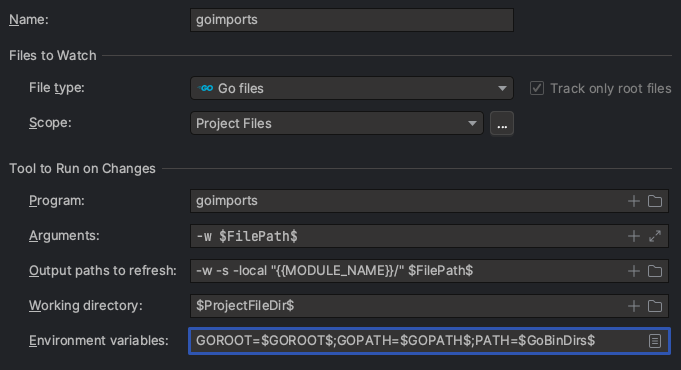 Name: goimports
Files to Watch
File type: GO Go files Track only root files
Scope: Project Files ...
Tool to Run on Changes
Program: goimports
Arguments: -w $FilePath$
Output paths to refresh: -w -s -local "{{MODULE_NAME}}/" $FilePath$
Working directory: $ProjectFileDir$
Environment variables: GOROOT=$GOROOT$;GOPATH=$GOPATH$;PATH=$GoBinDirs$